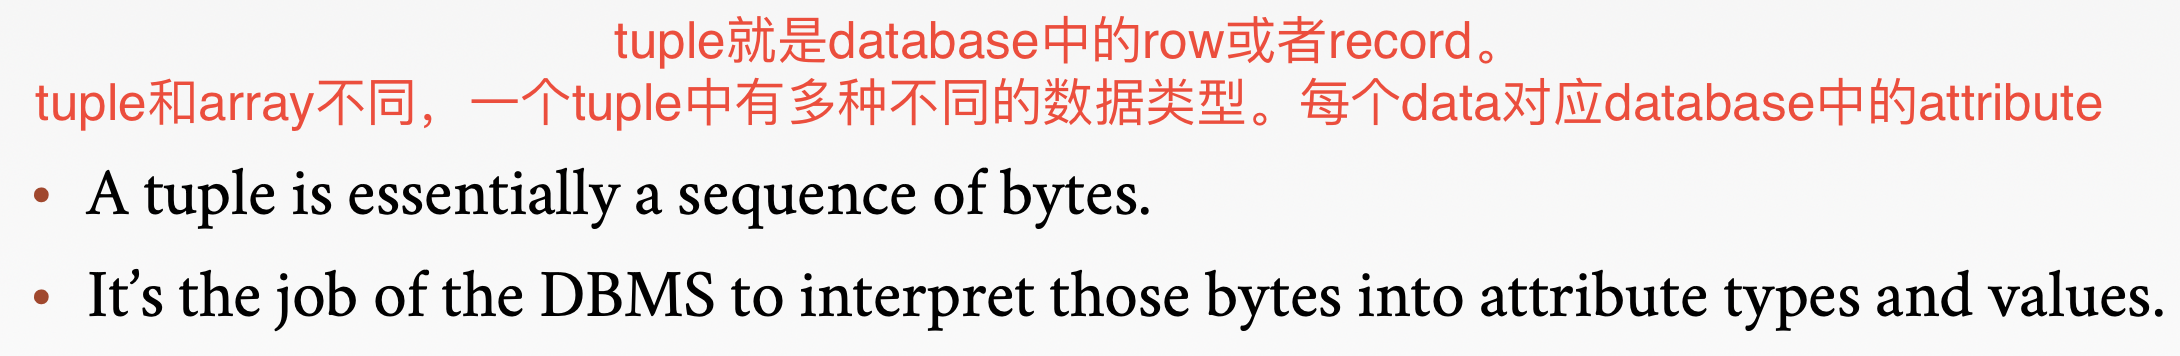 tuple就是database中的row或者record。
tuple和array不同，一个tuple中有多种不同的数据类型。每个data对应database中的attribute
• A tuple is essentially a sequence of bytes.
• It’s the job of the DBMS to interpret those bytes into attribute types and values.